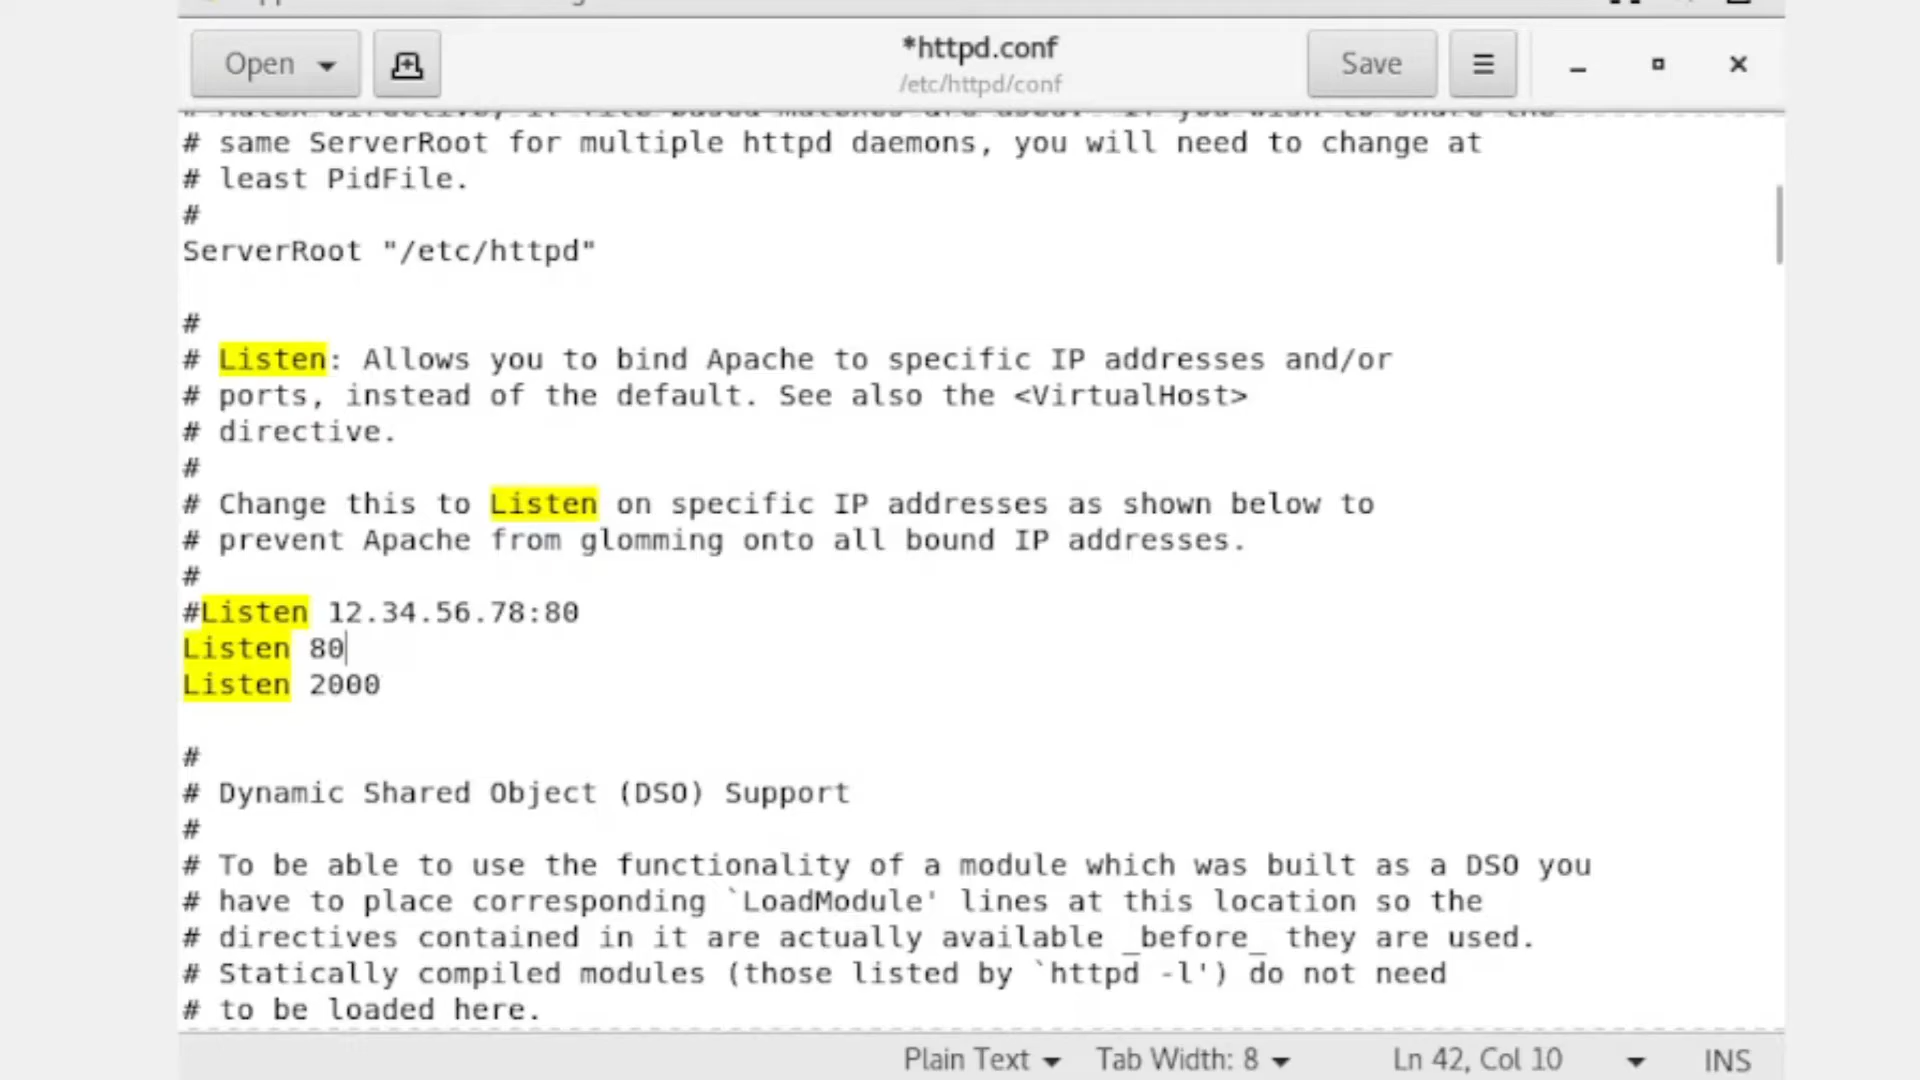 Open
*httpd.conf
/etc/httpd/conf
Save
# same ServerRoot for multiple httpd daemons, you will need to change at
# least PidFile.
#
ServerRoot "/etc/httpd"
#
# Listen: Allows you to bind Apache to specific IP addresses and/or
# ports, instead of the default. See also the <VirtualHost>
# directive.
#
# Change this to Listen on specific IP addresses as shown below to
# prevent Apache from glomming onto all bound IP addresses.
#
#Listen 12.34.56.78:80
Listen 80
Listen 2000
#
# Dynamic Shared Object (DSO) Support
#
# To be able to use the functionality of a module which was built as a DSO you
# have to place corresponding `LoadModule' lines at this location so the
# directives contained in it are actually available _before_ they are used.
# Statically compiled modules (those listed by `httpd -l') do not need
# to be loaded here.
Plain Text Tab Width: 8 Ln 42, Col 10 INS